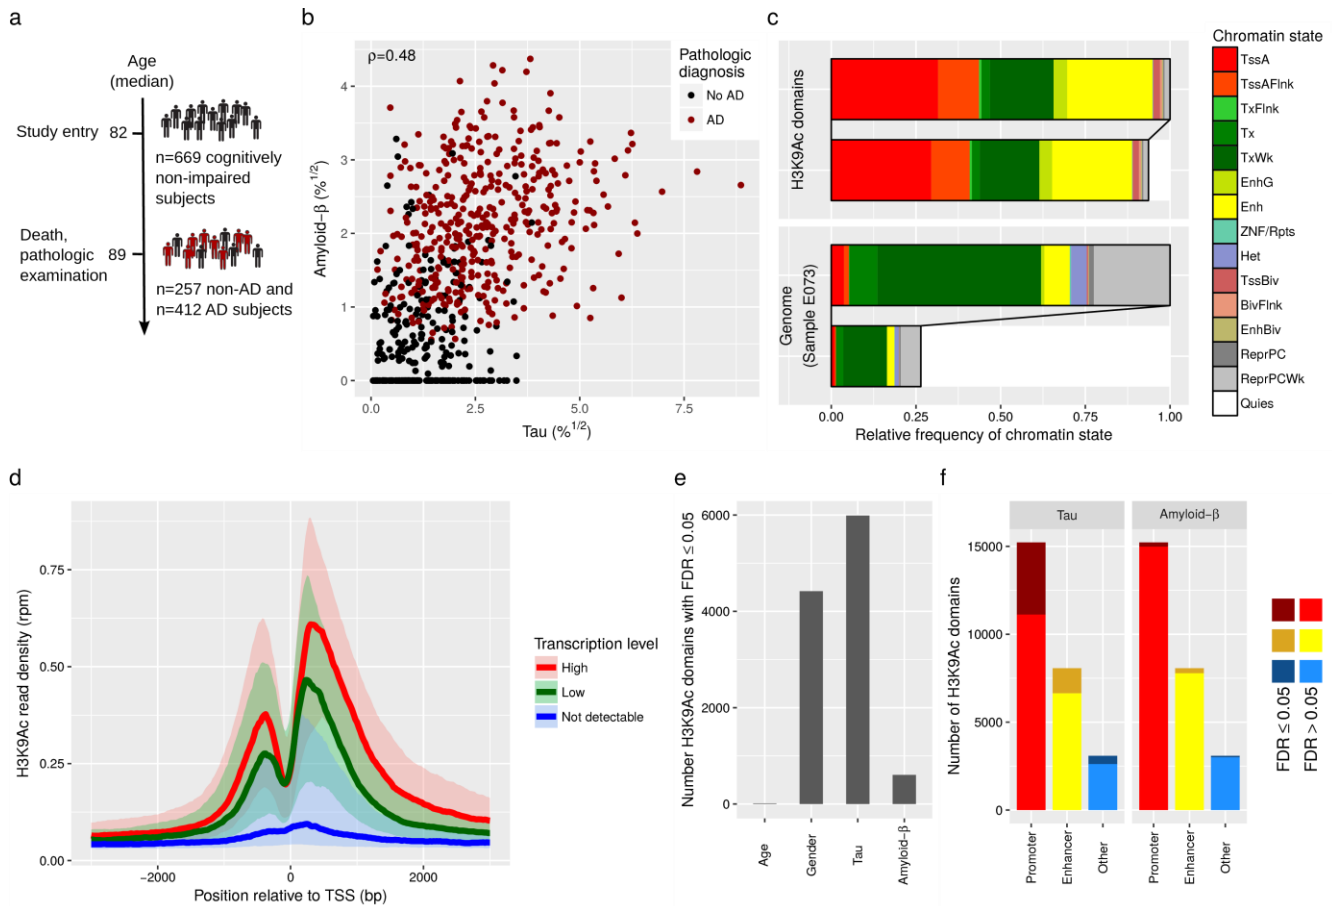 a
Age
(median)
Study entry
82
n=669 cognitively
non-impaired
subjects
Death,
pathologic
examination
89
n=257 non-AD and
n=412 AD subjects
b
ρ=0.48
Pathologic
diagnosis
No AD
AD
Amyloid−β (%1/2)
4
3
2
1
0
0.0
2.5
5.0
7.5
Tau (%1/2)
c
H3K9Ac domains
Genome
(Sample E073)
0.00
0.25
0.50
0.75
1.00
Relative frequency of chromatin state
Chromatin state
TssA
TssAFlnk
TxFlnk
Tx
TxWk
EnhG
Enh
ZNF/Rpts
Het
TssBiv
BivFlnk
EnhBiv
ReprPC
ReprPCWk
Quies
d
H3K9Ac read density (rpm)
0.75
0.50
0.25
0.00
−2000
0
2000
Position relative to TSS (bp)
Transcription level
High
Low
Not detectable
e
Number H3K9Ac domains with FDR ≤ 0.05
6000
4000
2000
0
Age
Gender
Tau
Amyloid−β
f
Tau
Amyloid−β
Number of H3K9Ac domains
15000
10000
5000
0
Promoter
Enhancer
Other
Promoter
Enhancer
Other
FDR ≤ 0.05
FDR > 0.05